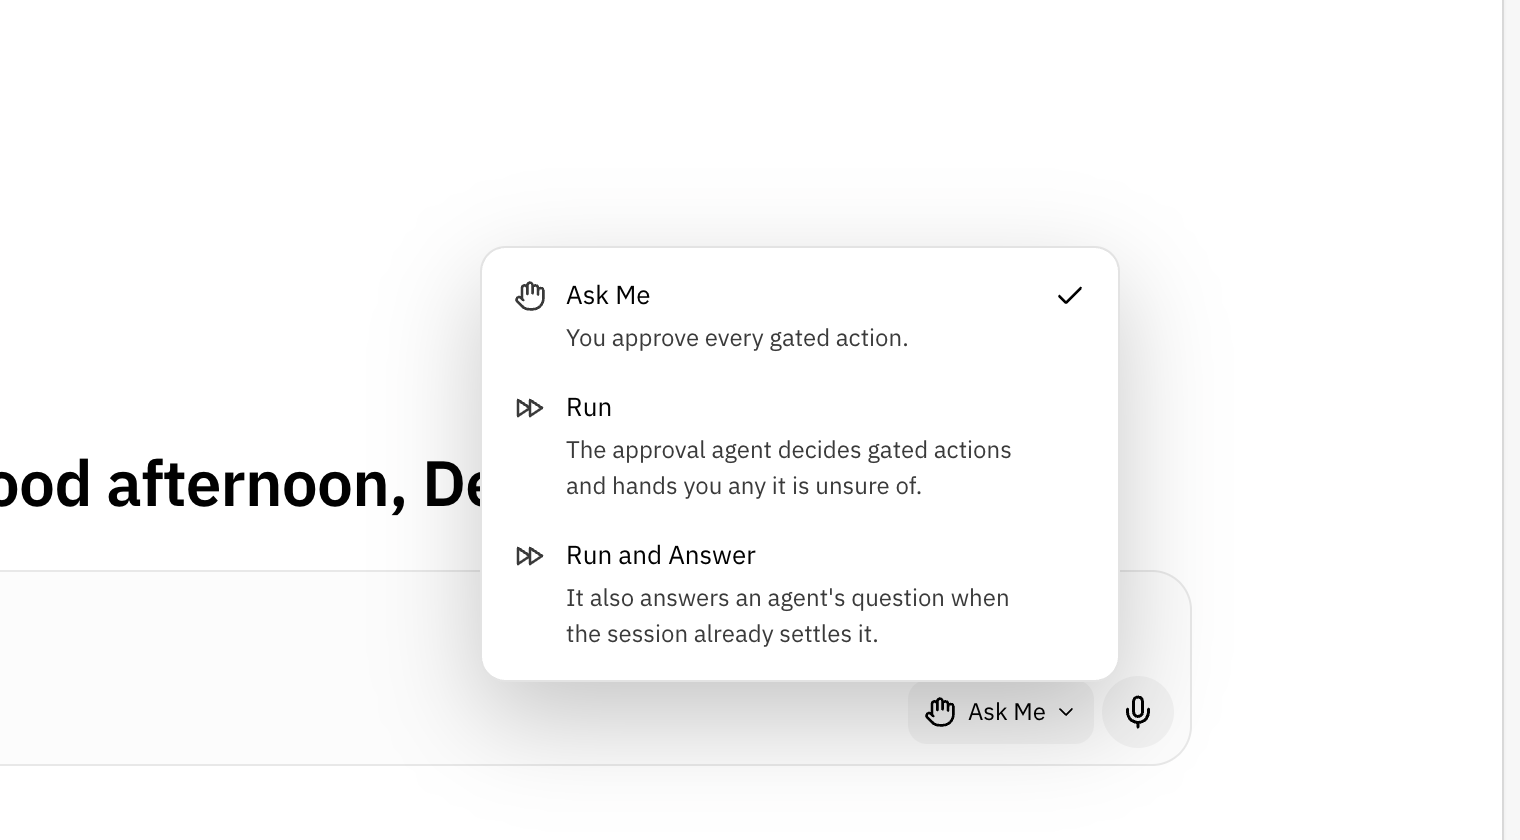 Ask Me
You approve every gated action.
Run
The approval agent decides gated actions
and hands you any it is unsure of.
Run and Answer
It also answers an agent's question when
the session already settles it.
ood afternoon, De
Ask Me